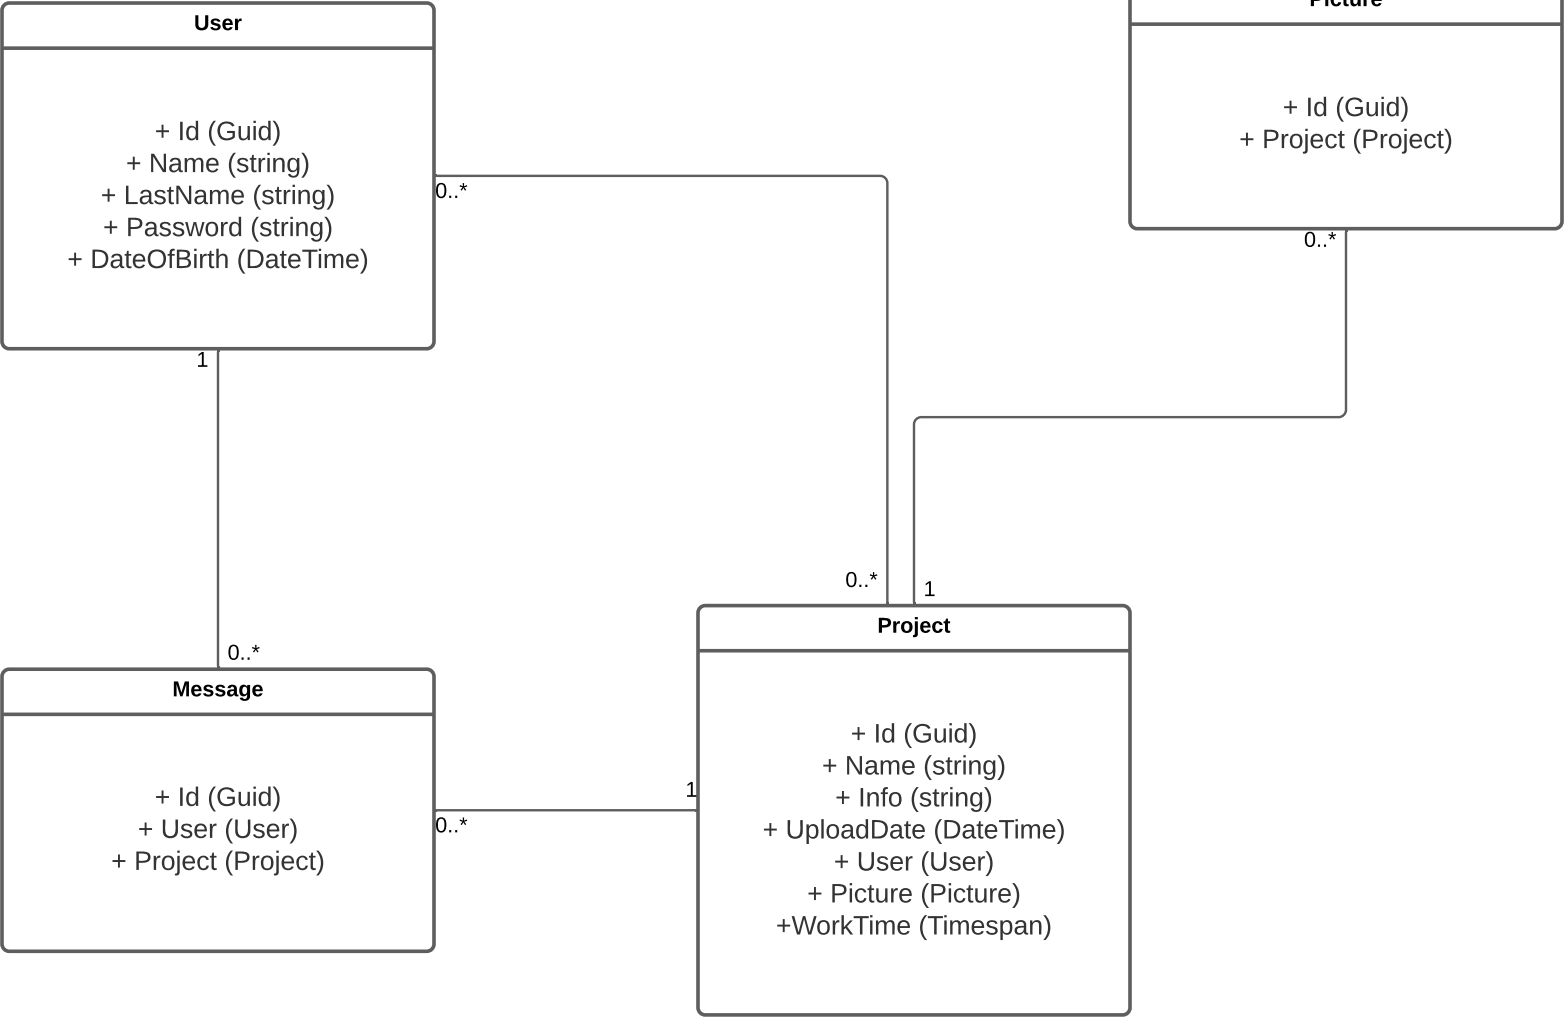 User
+ Id (Guid)
+ Name (string)
+ LastName (string)
+ Password (string)
+ DateOfBirth (DateTime)
0..*
1
Picture
+ Id (Guid)
+ Project (Project)
0..*
0..*
1
0..*
Message
+ Id (Guid)
+ User (User)
+ Project (Project)
0..*
1
Project
+ Id (Guid)
+ Name (string)
+ Info (string)
+ UploadDate (DateTime)
+ User (User)
+ Picture (Picture)
+WorkTime (Timespan)